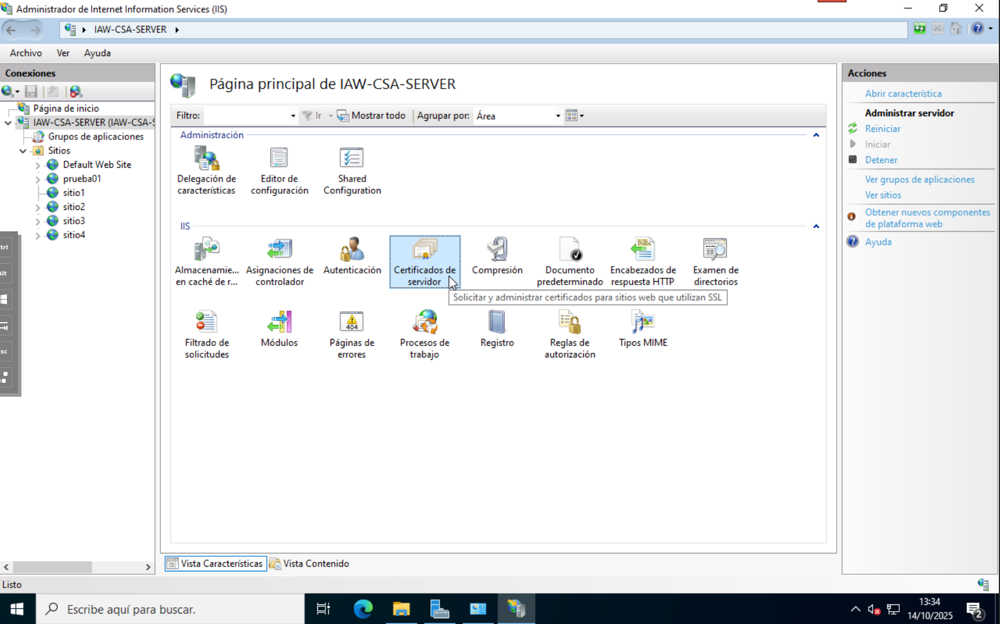 Administrador de Internet Information Services (IIS)
IAW-CSA-SERVER
Archivo Ver Ayuda
Conexiones
Página de inicio
IAW-CSA-SERVER (IAW-CSA-S
Grupos de aplicaciones
Sitios
Default Web Site
prueba01
sitio1
sitio2
sitio3
sitio4
trl
Alt
sc
Página principal de IAW-CSA-SERVER
Filtro: Ir Mostrar todo Agrupar por: Área
Administración
Delegación de características
Editor de configuración
Shared Configuration
IIS
Almacenamie... en caché de r...
Asignaciones de controlador
Autenticación
Certificados de servidor
Compresión
Documento predeterminado
Encabezados de respuesta HTTP
Examen de directorios
Solicitar y administrar certificados para sitios web que utilizan SSL
Filtrado de solicitudes
Módulos
404
Páginas de errores
Procesos de trabajo
Registro
Reglas de autorización
Tipos MIME
Vista Características Vista Contenido
Acciones
Abrir característica
Administrar servidor
Reiniciar
Iniciar
Detener
Ver grupos de aplicaciones
Ver sitios
Obtener nuevos componentes
de plataforma web
Ayuda
Listo
Escribe aquí para buscar.
13:34
14/10/2025
2